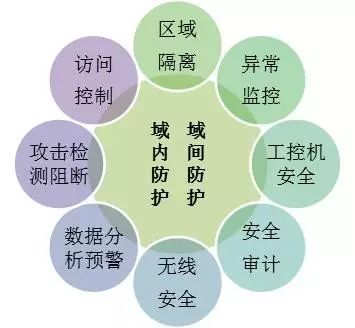 区域
隔离
异常
监控
工控机
安全
安全
审计
无线
安全
数据分
析预警
攻击检
测阻断
访问
控制
域间防护
域内防护